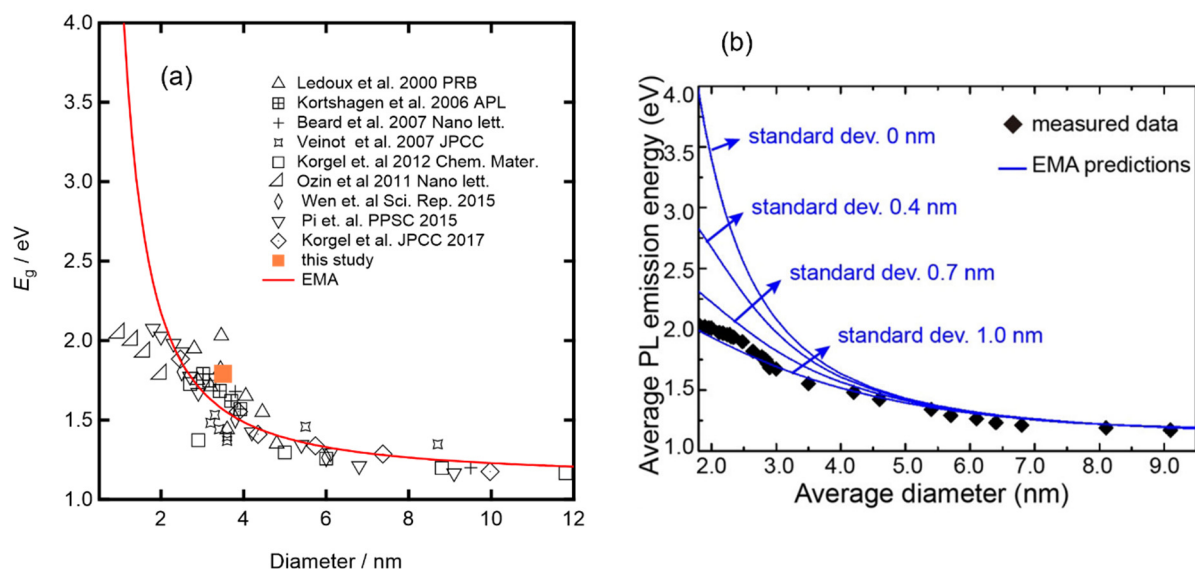 (a)
4.0
3.5
3.0
2.5
2.0
1.5
1.0
Eg / eV
Ledoux et al. 2000 PRB
Kortshagen et al. 2006 APL
Beard et al. 2007 Nano lett.
Veinot et al. 2007 JPCC
Korgel et. al 2012 Chem. Mater.
Ozin et al 2011 Nano lett.
Wen et. al Sci. Rep. 2015
Pi et. al. PPSC 2015
Korgel et al. JPCC 2017
this study
EMA
2 4 6 8 10 12
Diameter / nm
(b)
4.0
3.5
3.0
2.5
2.0
1.5
1.0
Average PL emission energy (eV)
measured data
EMA predictions
standard dev. 0 nm
standard dev. 0.4 nm
standard dev. 0.7 nm
standard dev. 1.0 nm
2.0 3.0 4.0 5.0 6.0 7.0 8.0 9.0
Average diameter (nm)